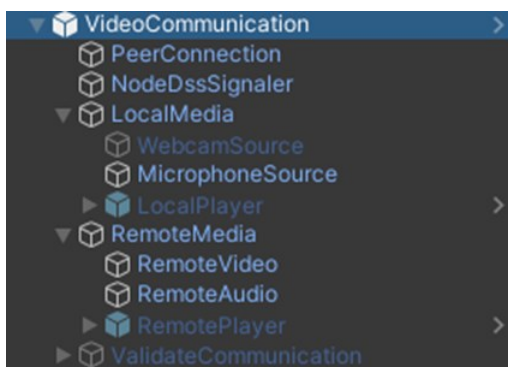 VideoCommunication
PeerConnection
NodeDssSignaler
LocalMedia
WebcamSource
MicrophoneSource
LocalPlayer
RemoteMedia
RemoteVideo
RemoteAudio
RemotePlayer
ValidateCommunication